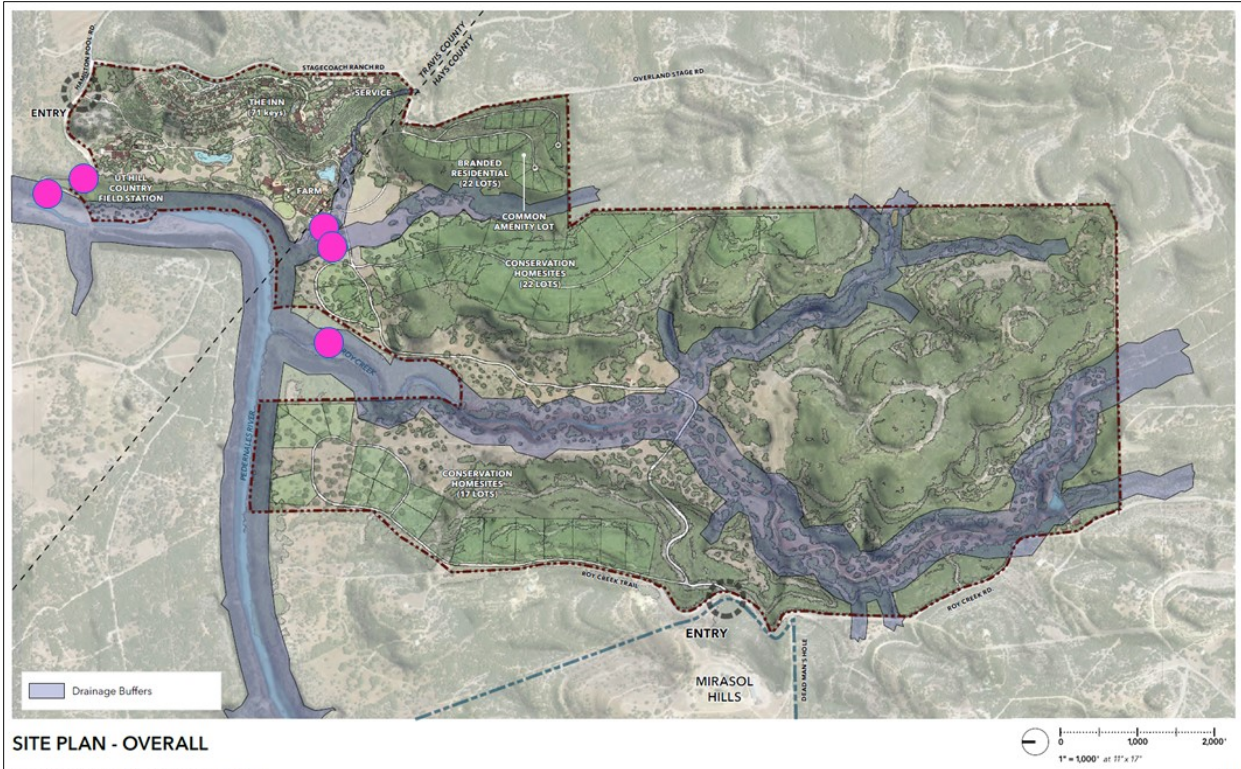 TRAVIS COUNTY
HAYS COUNTY
HAMILTON POOL RD
STAGECOACH RANCH RD
OVERLAND STAGE RD
SERVICE
THE INN
(71 keys)
ENTRY
BRANDED
RESIDENTIAL
(22 LOTS)
UT HILL
COUNTRY
FIELD STATION
FARM
COMMON
AMENITY LOT
CONSERVATION
HOMESITES
(22 LOTS)
ROY CREEK
PEDERNALES RIVER
CONSERVATION
HOMESITES
(17 LOTS)
ROY CREEK TRAIL
ROY CREEK RD.
ENTRY
MIRASOL
HILLS
DEAD MAN'S HOLE
Drainage Buffers
SITE PLAN - OVERALL
0 1,000 2,000'
1" = 1,000' at 11"x 17"